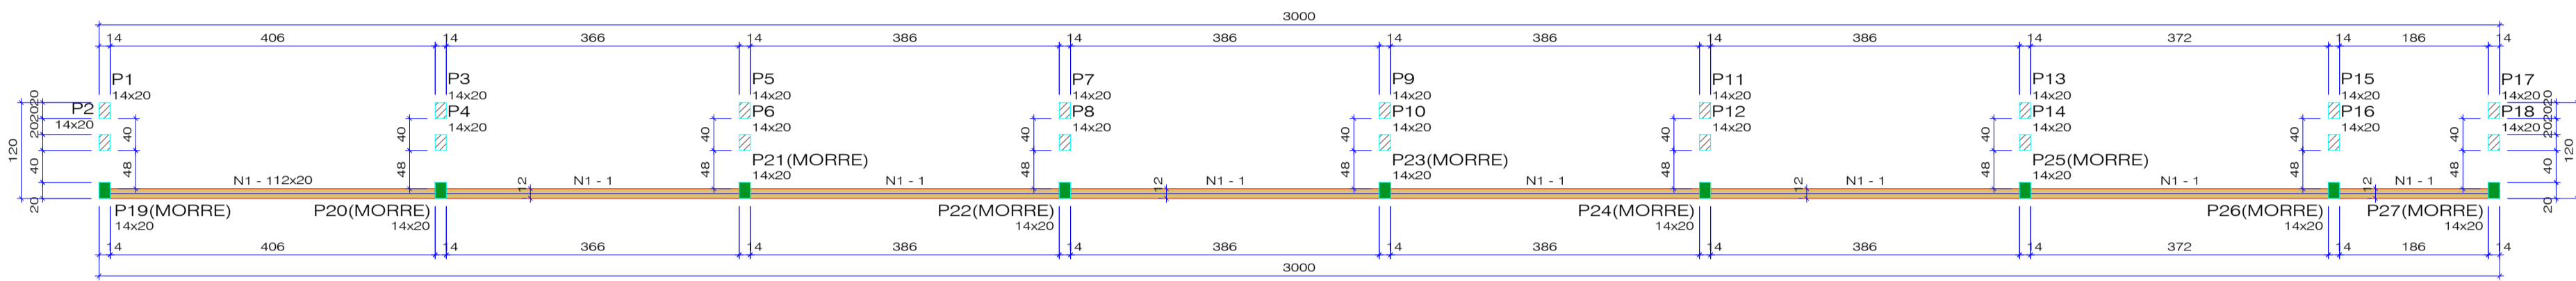 3000
14 406 14 366 14 386 14 386 14 386 14 386 14 372 14 186 14
P1 P3 P5 P7 P9 P11 P13 P15 P17
14x20 14x20 14x20 14x20 14x20 14x20 14x20 14x20 14x20
P2 P4 P6 P8 P10 P12 P14 P16 P18
14x20 14x20 14x20 14x20 14x20 14x20 14x20 14x20 14x20
120 20 20 20 40 20 40 48 40 48 40 48 40 48 40 48 40 48 40 48 40 48 40 48 20 20 20 40 20 120
P21(MORRE) P23(MORRE) P25(MORRE)
14x20 14x20 14x20
N1 - 112x20 12 N1 - 1 N1 - 1 12 N1 - 1 N1 - 1 12 N1 - 1 N1 - 1 12 N1 - 1
P19(MORRE) P20(MORRE) P22(MORRE) P24(MORRE) P26(MORRE) P27(MORRE)
14x20 14x20 14x20 14x20 14x20 14x20
14 406 14 366 14 386 14 386 14 386 14 386 14 372 14 186 14
3000